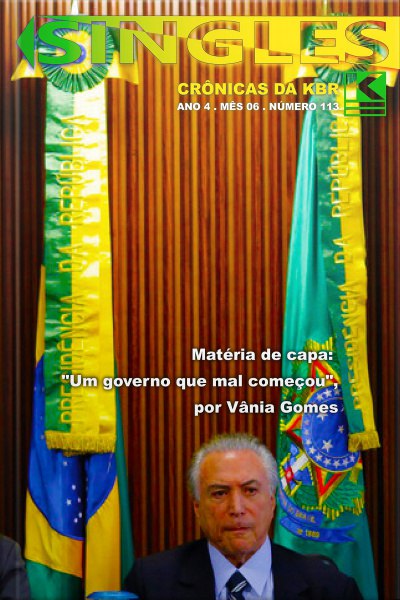 SINGLES
CRÔNICAS DA KBR
ANO 4 . MÊS 06 . NÚMERO 113
K
PRESIDÊNCIA DA REPÚBLICA
PRESIDÊNCIA DA REPÚBLICA
Matéria de capa:
"Um governo que mal começou",
por Vânia Gomes